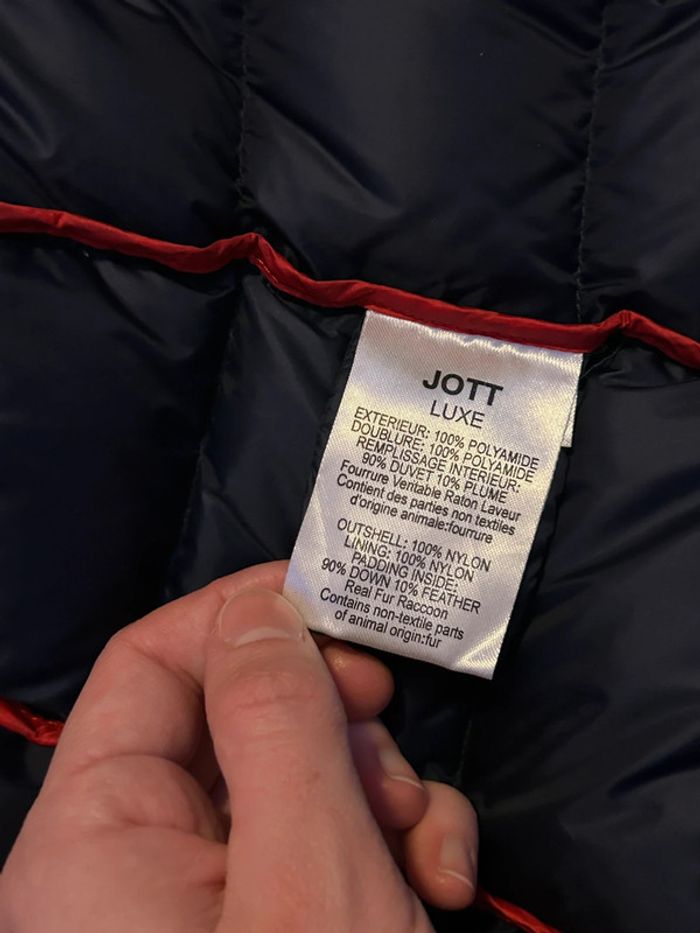 JOTT
LUXE
EXTERIEUR: 100% POLYAMIDE
DOUBLURE: 100% POLYAMIDE
REMPLISSAGE INTÉRIEUR:
90% DUVET 10% PLUME
Fourrure Veritable Raton Laveur
Contient des parties non textiles
d'origine animale:fourrure
OUTSHELL: 100% NYLON
LINING: 100% NYLON
PADDING INSIDE:
90% DOWN 10% FEATHER
Real Fur Raccoon
Contains non-textile parts
of animal origin:fur